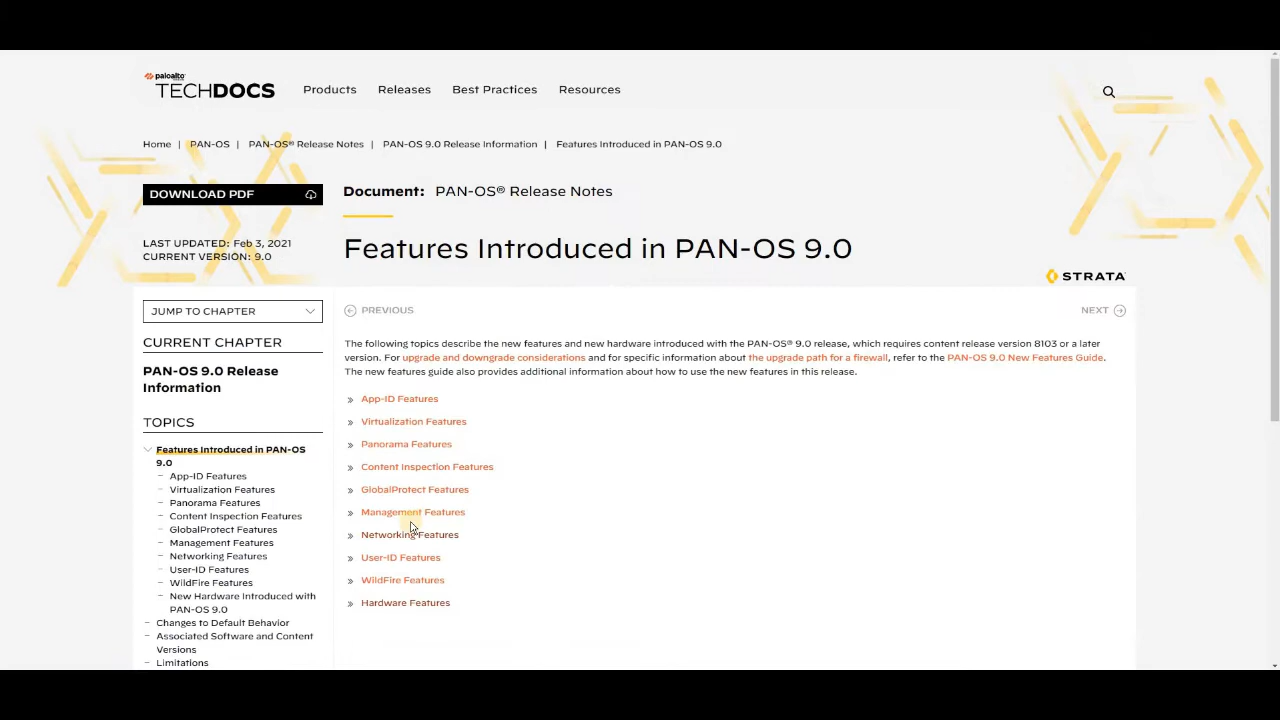 paloalto
TECHDOCS
Products
Releases
Best Practices
Resources
Home | PAN-OS | PAN-OS® Release Notes | PAN-OS 9.0 Release Information | Features Introduced in PAN-OS 9.0
DOWNLOAD PDF
LAST UPDATED: Feb 3, 2021
CURRENT VERSION: 9.0
Document: PAN-OS® Release Notes
Features Introduced in PAN-OS 9.0
STRATA
JUMP TO CHAPTER
CURRENT CHAPTER
PAN-OS 9.0 Release
Information
TOPICS
Features Introduced in PAN-OS
9.0
App-ID Features
Virtualization Features
Panorama Features
Content Inspection Features
GlobalProtect Features
Management Features
Networking Features
User-ID Features
WildFire Features
New Hardware Introduced with
PAN-OS 9.0
Changes to Default Behavior
Associated Software and Content
Versions
Limitations
PREVIOUS
NEXT
The following topics describe the new features and new hardware introduced with the PAN-OS® 9.0 release, which requires content release version 8103 or a later
version. For upgrade and downgrade considerations and for specific information about the upgrade path for a firewall, refer to the PAN-OS 9.0 New Features Guide.
The new features guide also provides additional information about how to use the new features in this release.
App-ID Features
Virtualization Features
Panorama Features
Content Inspection Features
GlobalProtect Features
Management Features
Networking Features
User-ID Features
WildFire Features
Hardware Features